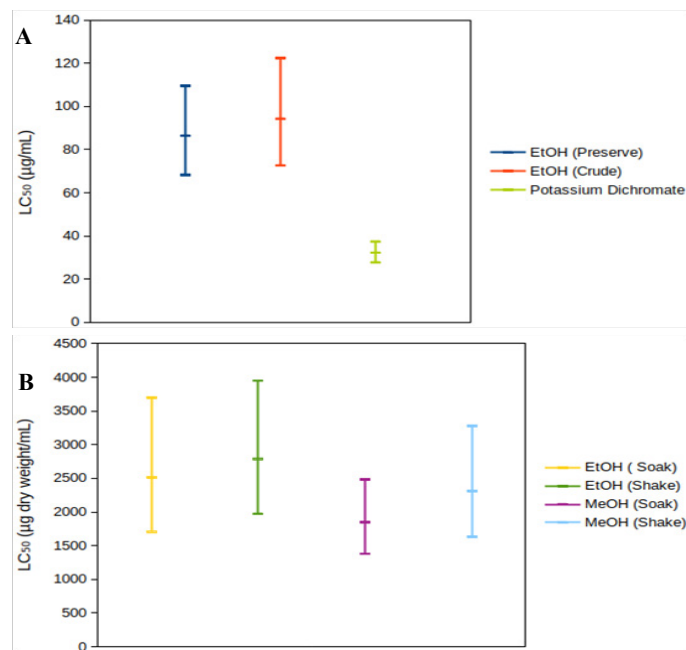 A
140
120
100
80
60
40
20
0
LC₅₀ (µg/mL)
EtOH (Preserve)
EtOH (Crude)
Potassium Dichromate
B
4500
4000
3500
3000
2500
2000
1500
1000
500
0
LC₅₀ (µg dry weight/mL)
EtOH ( Soak)
EtOH (Shake)
MeOH (Soak)
MeOH (Shake)